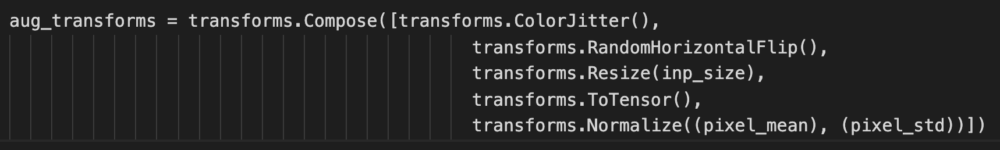 aug_transforms = transforms.Compose([transforms.ColorJitter(),
transforms.RandomHorizontalFlip(),
transforms.Resize(inp_size),
transforms.ToTensor(),
transforms.Normalize((pixel_mean), (pixel_std))])